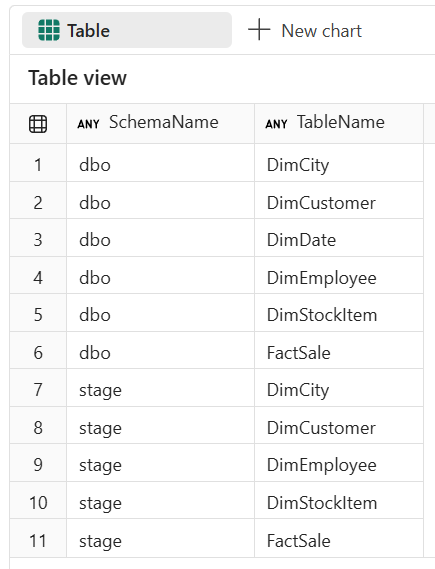 Table New chart
Table view
ANY SchemaName ANY TableName
1 dbo DimCity
2 dbo DimCustomer
3 dbo DimDate
4 dbo DimEmployee
5 dbo DimStockItem
6 dbo FactSale
7 stage DimCity
8 stage DimCustomer
9 stage DimEmployee
10 stage DimStockItem
11 stage FactSale